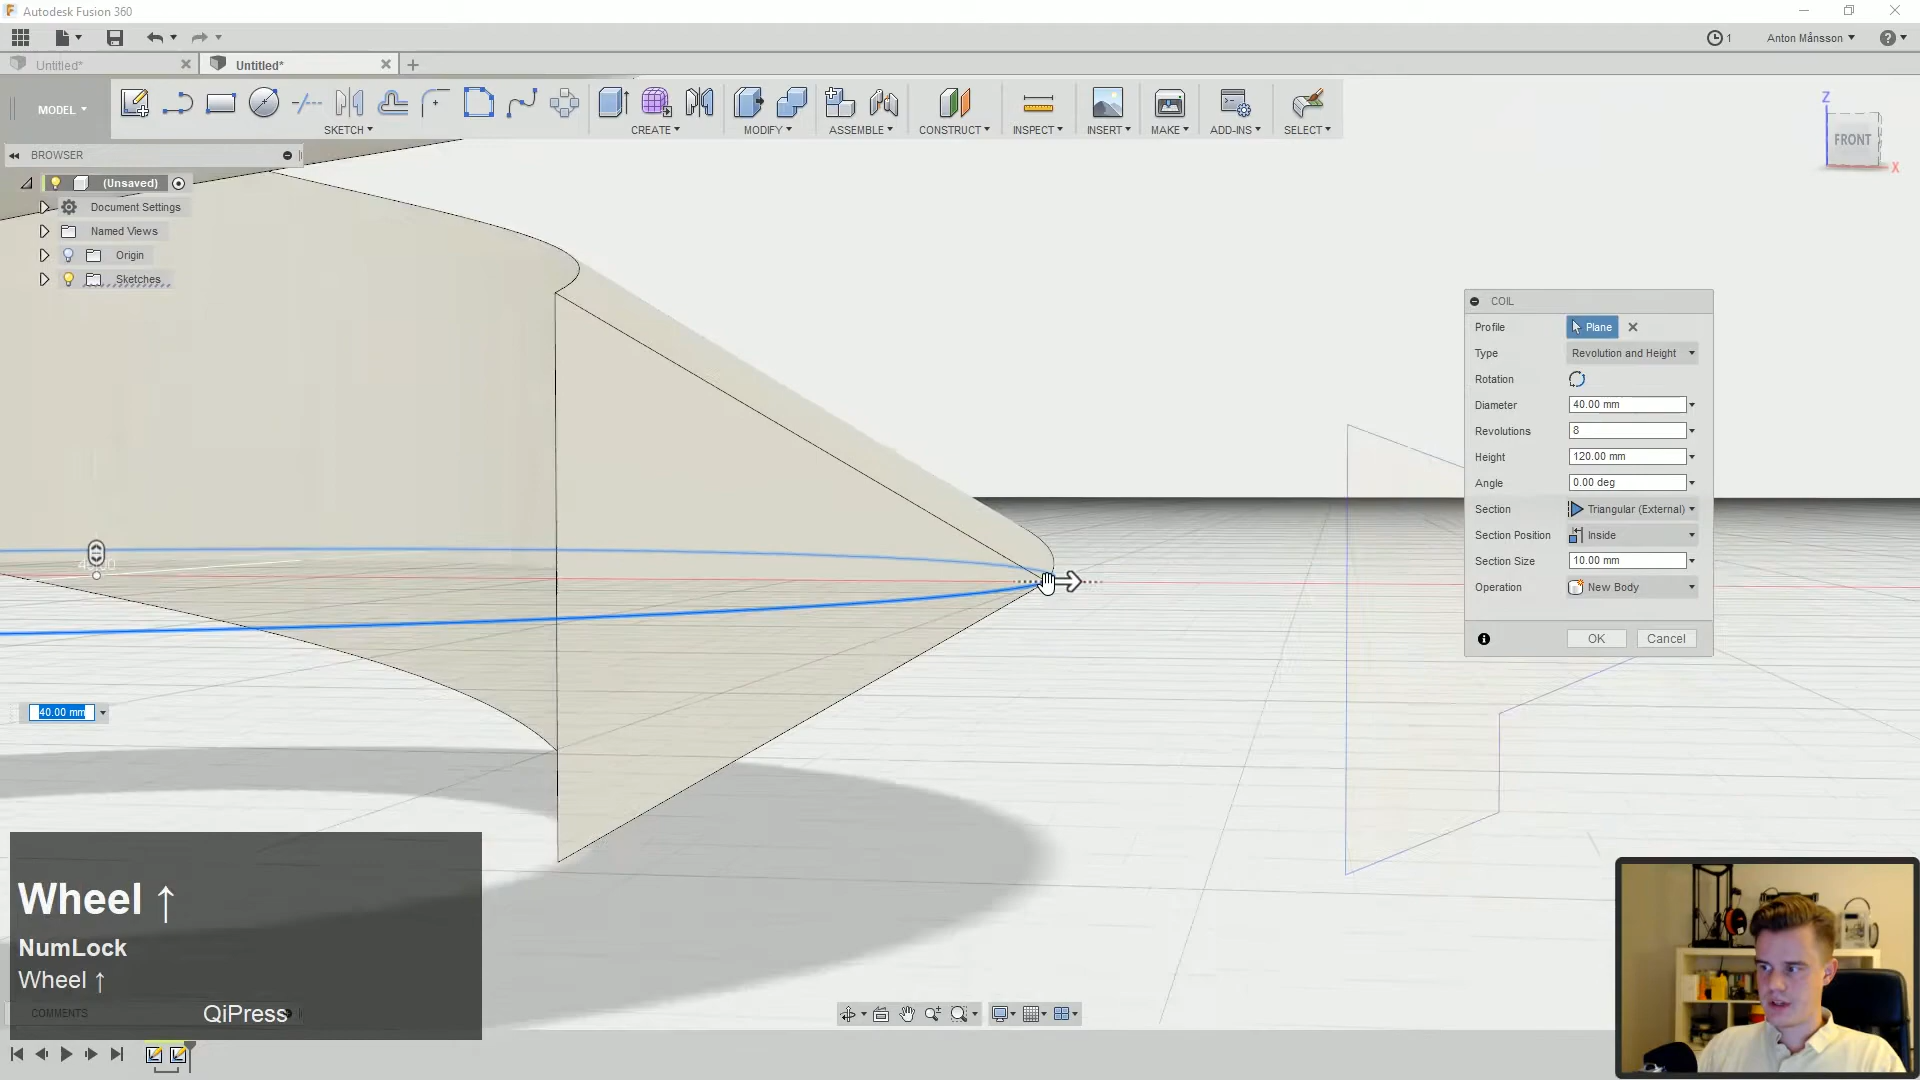 Autodesk Fusion 360
1
Anton Månsson
Untitled*
Untitled*
MODEL
SKETCH
CREATE
MODIFY
ASSEMBLE
CONSTRUCT
INSPECT
INSERT
MAKE
ADD-INS
SELECT
Z
FRONT
X
BROWSER
(Unsaved)
Document Settings
Named Views
Origin
Sketches
COIL
Profile
Plane
Type
Revolution and Height
Rotation
Diameter
40.00 mm
Revolutions
8
Height
120.00 mm
Angle
0.00 deg
Section
Triangular (External)
Section Position
Inside
Section Size
10.00 mm
Operation
New Body
OK
Cancel
40.00 mm
Wheel ↑
NumLock
Wheel ↑
QiPress
COMMENTS